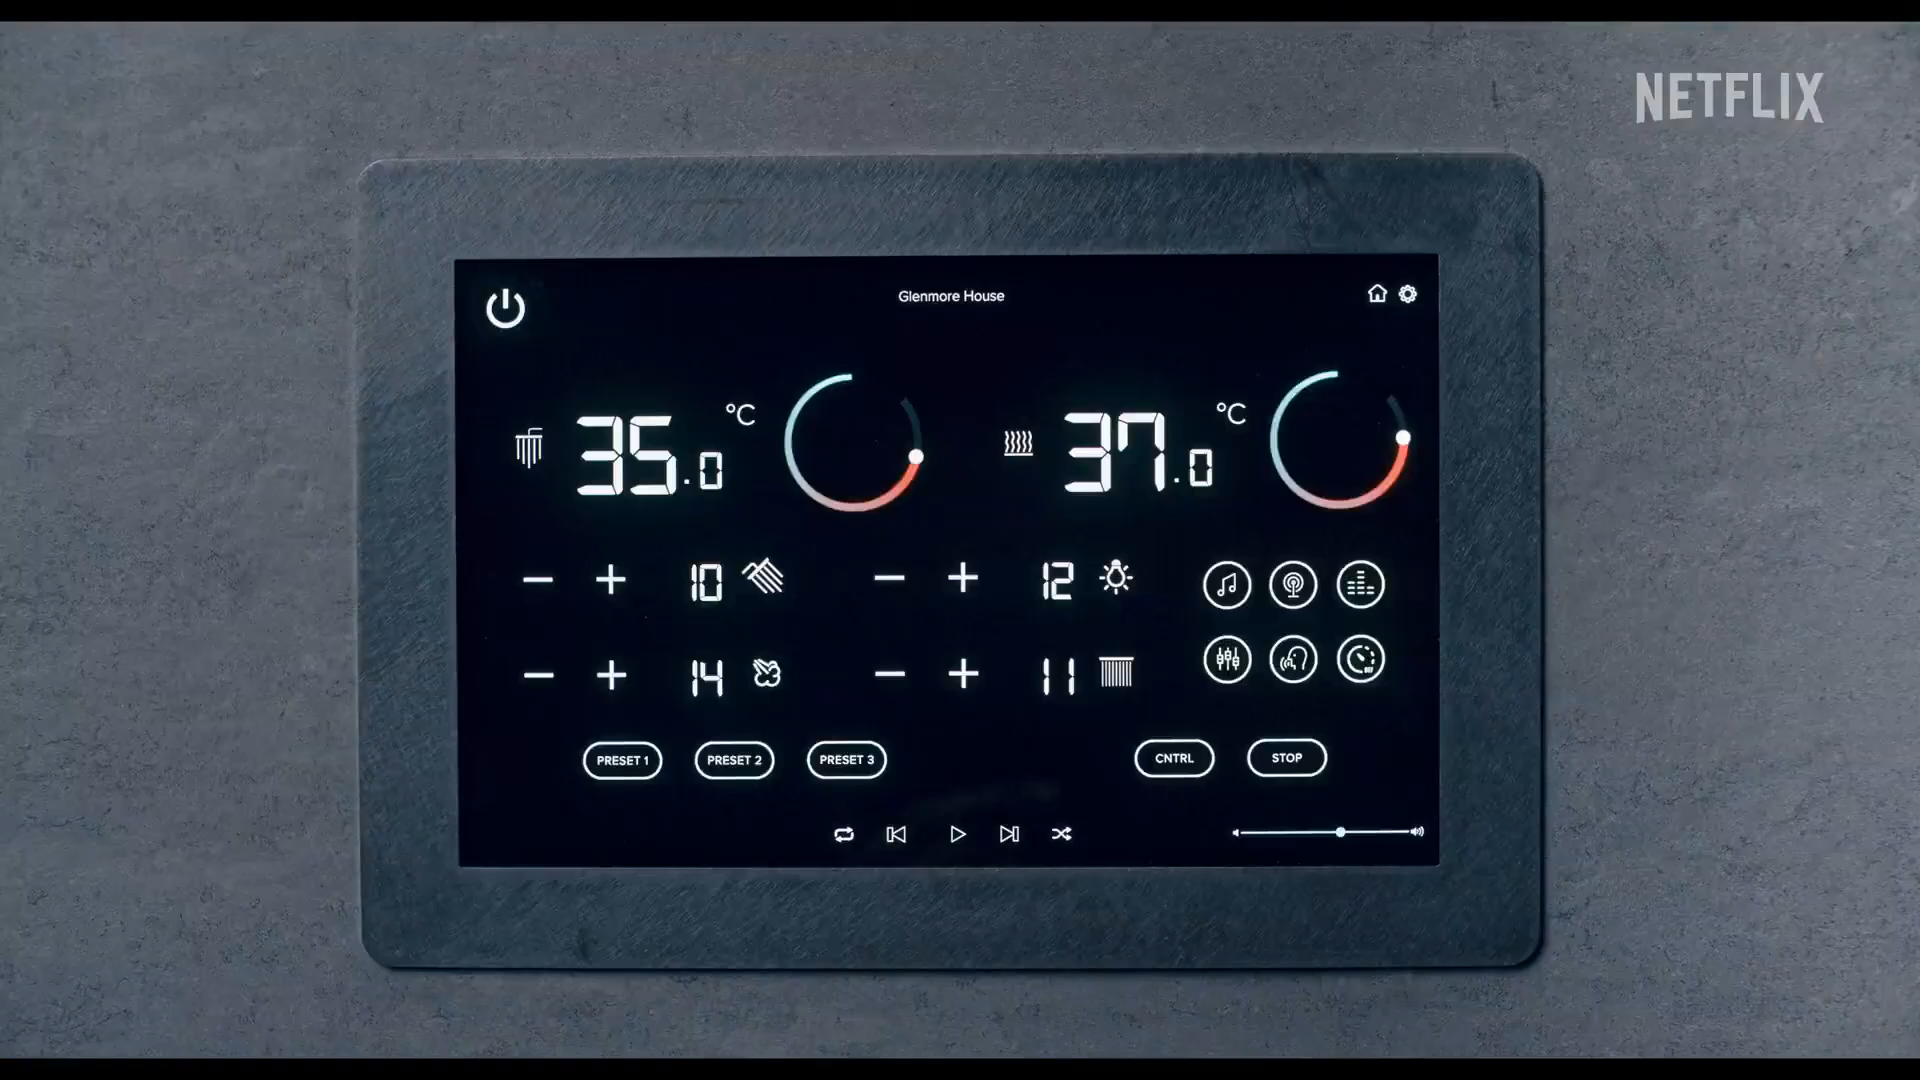 NETFLIX
Glenmore House
35.0 °C
37.0 °C
10
12
14
11
OFF
PRESET 1
PRESET 2
PRESET 3
CNTRL
STOP